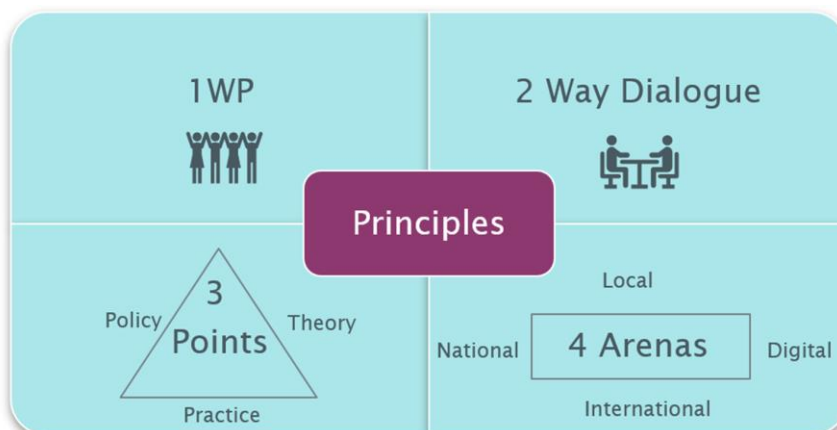 1WP
2 Way Dialogue
Principles
3
Points
Policy
Theory
Practice
Local
National
4 Arenas
Digital
International